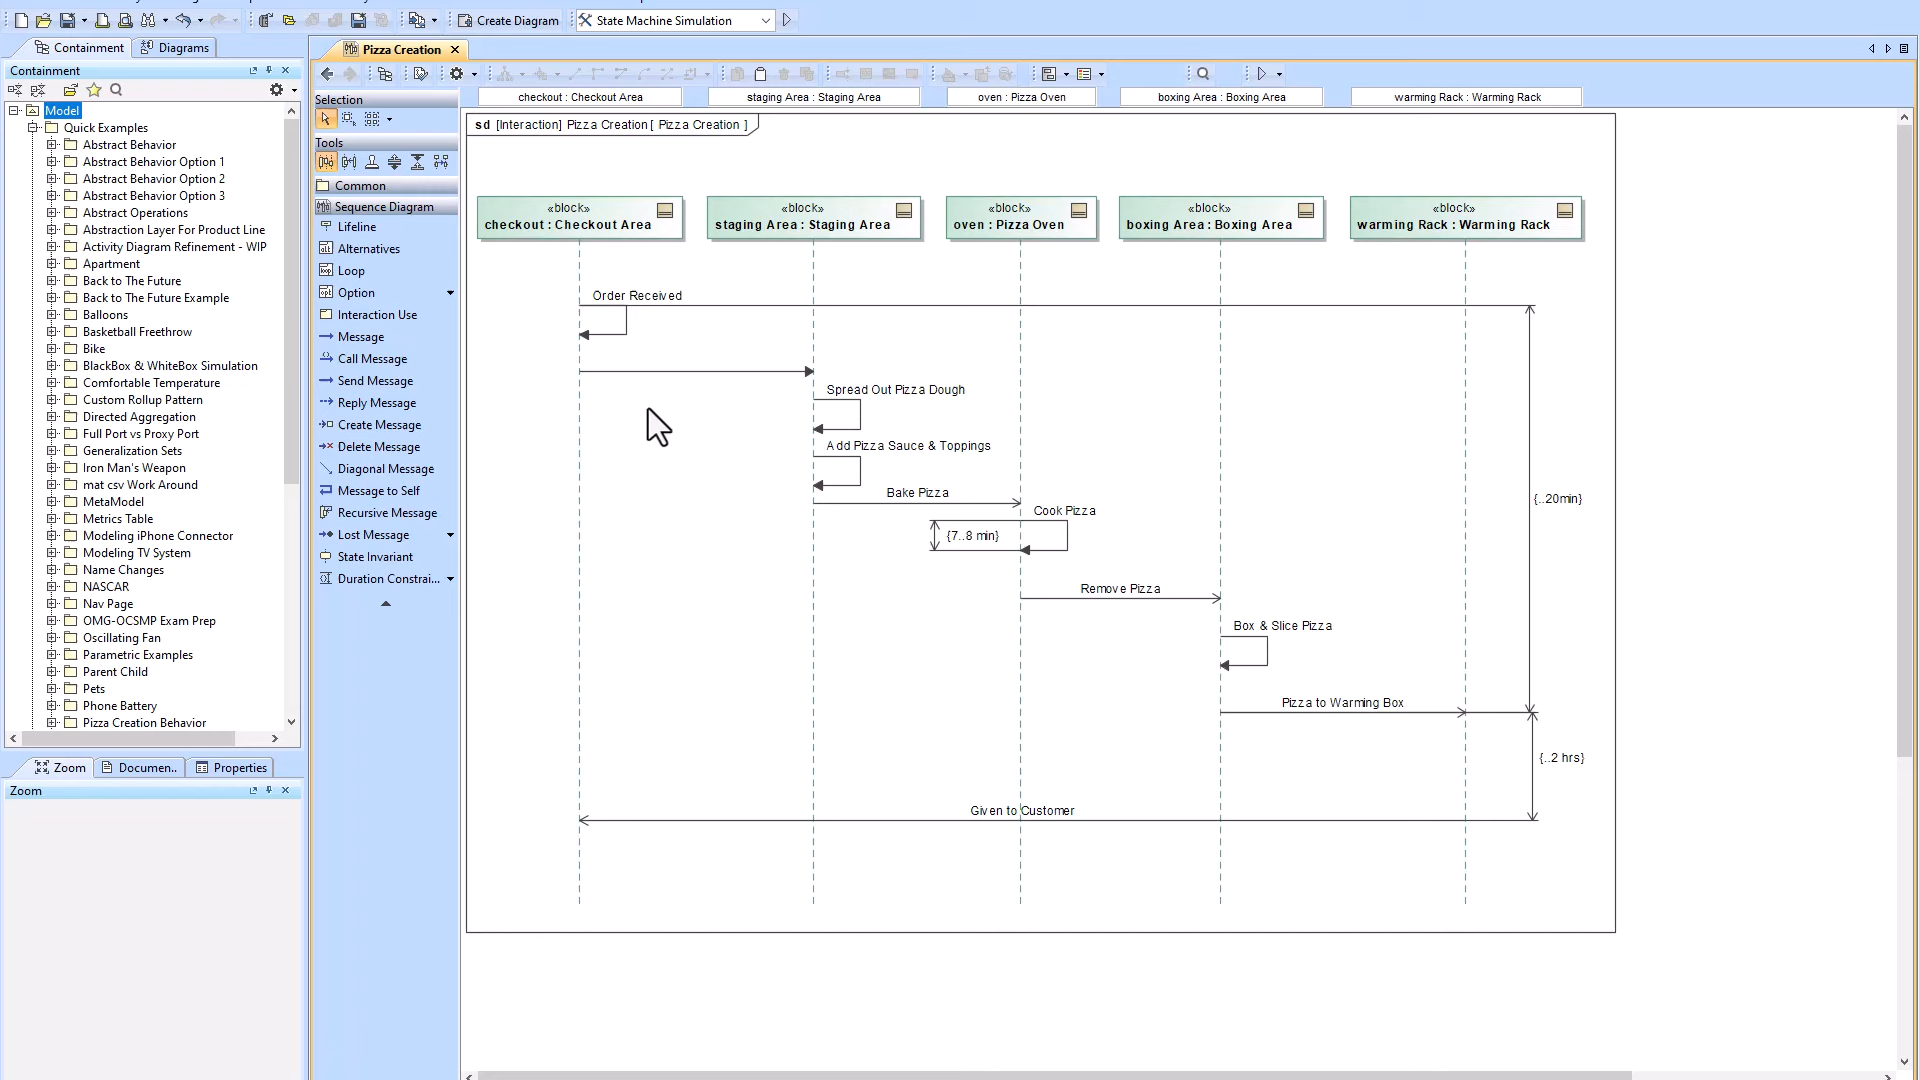 Create Diagram
State Machine Simulation
Containment
Diagrams
Pizza Creation
Containment
Model
Quick Examples
Abstract Behavior
Abstract Behavior Option 1
Abstract Behavior Option 2
Abstract Behavior Option 3
Abstract Operations
Abstraction Layer For Product Line
Activity Diagram Refinement - WIP
Apartment
Back to The Future
Back to The Future Example
Balloons
Basketball Freethrow
Bike
BlackBox & WhiteBox Simulation
Comfortable Temperature
Custom Rollup Pattern
Directed Aggregation
Full Port vs Proxy Port
Generalization Sets
Iron Man's Weapon
mat csv Work Around
MetaModel
Metrics Table
Modeling iPhone Connector
Modeling TV System
Name Changes
NASCAR
Nav Page
OMG-OCSMP Exam Prep
Oscillating Fan
Parametric Examples
Parent Child
Pets
Phone Battery
Pizza Creation Behavior
Zoom
Documen..
Properties
Zoom
Selection
Tools
Common
Sequence Diagram
Lifeline
Alternatives
Loop
Option
Interaction Use
Message
Call Message
Send Message
Reply Message
Create Message
Delete Message
Diagonal Message
Message to Self
Recursive Message
Lost Message
State Invariant
Duration Constrai...
checkout : Checkout Area
staging Area : Staging Area
oven : Pizza Oven
boxing Area : Boxing Area
warming Rack : Warming Rack
sd [Interaction] Pizza Creation [ Pizza Creation ]
«block»
checkout : Checkout Area
«block»
staging Area : Staging Area
«block»
oven : Pizza Oven
«block»
boxing Area : Boxing Area
«block»
warming Rack : Warming Rack
Order Received
Spread Out Pizza Dough
Add Pizza Sauce & Toppings
Bake Pizza
{..20min}
Cook Pizza
{7..8 min}
Remove Pizza
Box & Slice Pizza
Pizza to Warming Box
{..2 hrs}
Given to Customer